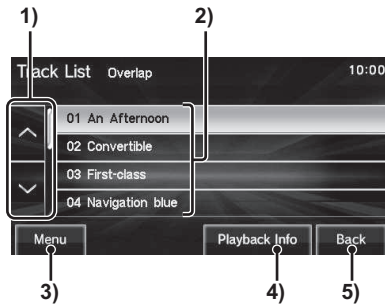 1) 2)
Track List Overlap 10:00
01 An Afternoon
02 Convertible
03 First-class
04 Navigation blue
Menu Playback Info Back
3) 4) 5)